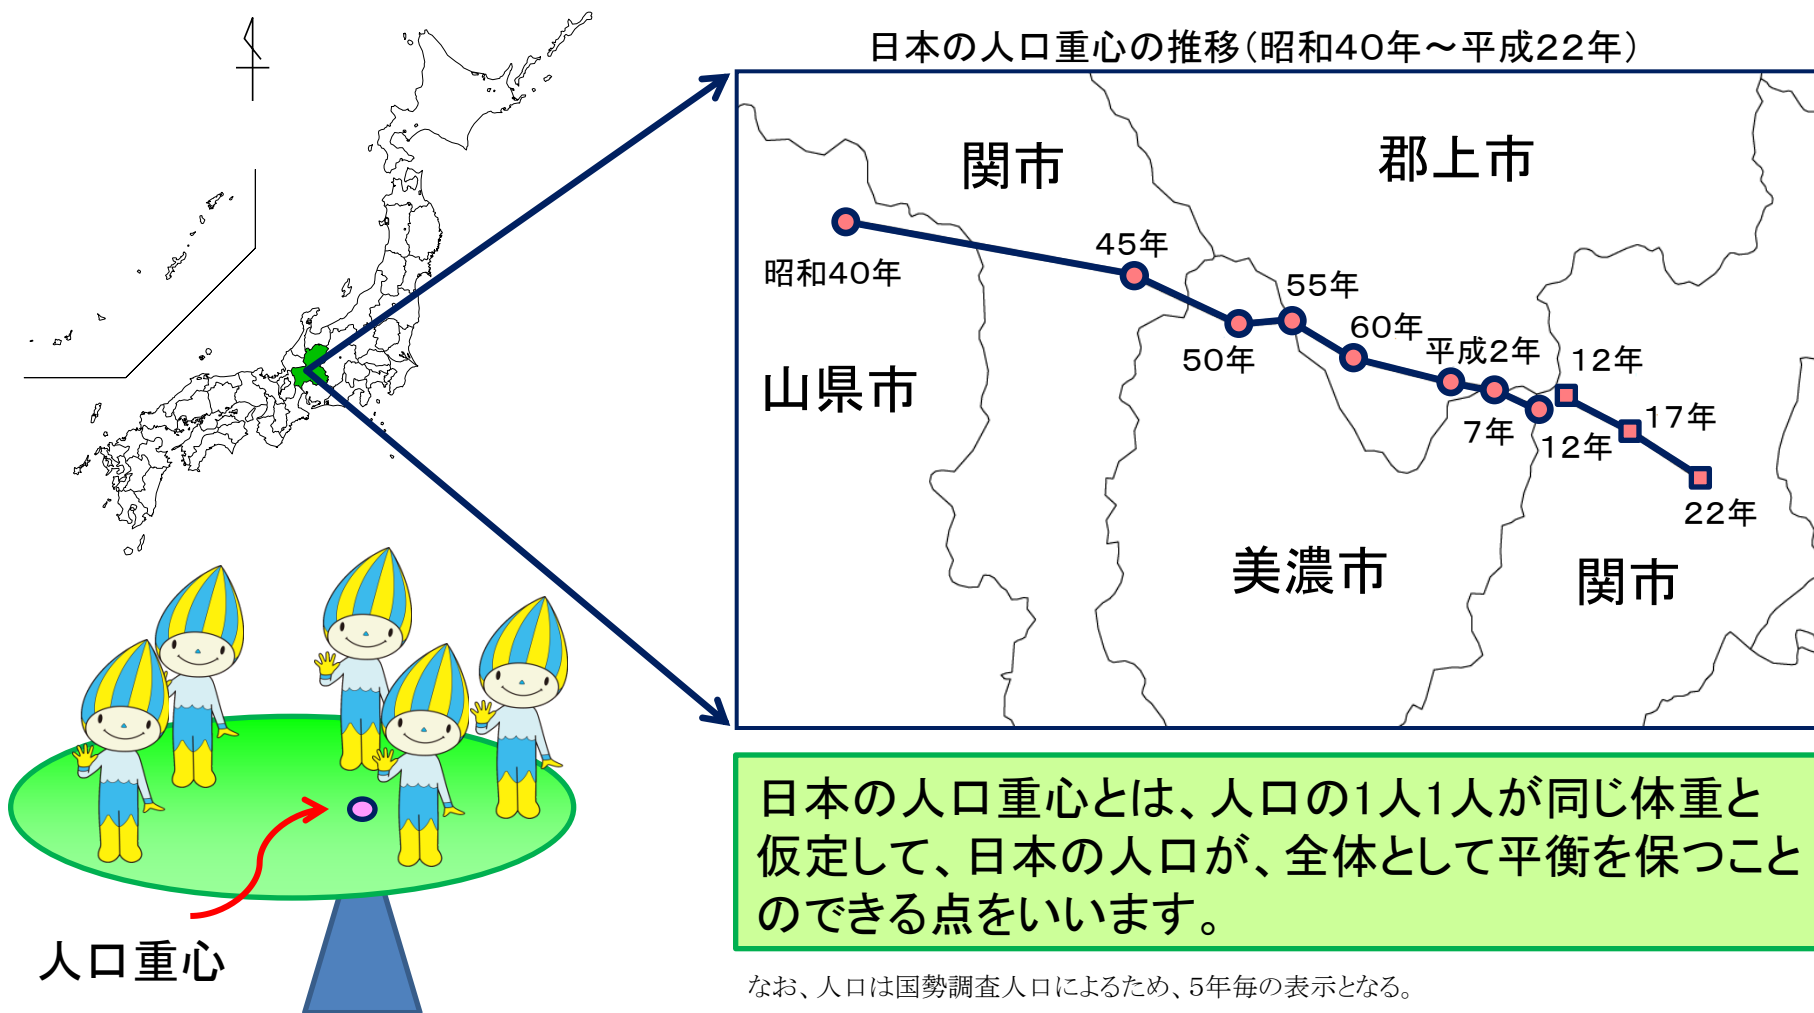 日本の人口重心の推移(昭和40年～平成22年)
関市
郡上市
昭和40年
45年
50年
55年
60年
平成2年
7年
12年
12年
17年
22年
山県市
美濃市
関市
人口重心
日本の人口重心とは、人口の1人1人が同じ体重と
仮定して、日本の人口が、全体として平衡を保つこと
のできる点をいいます。
なお、人口は国勢調査人口によるため、5年毎の表示となる。